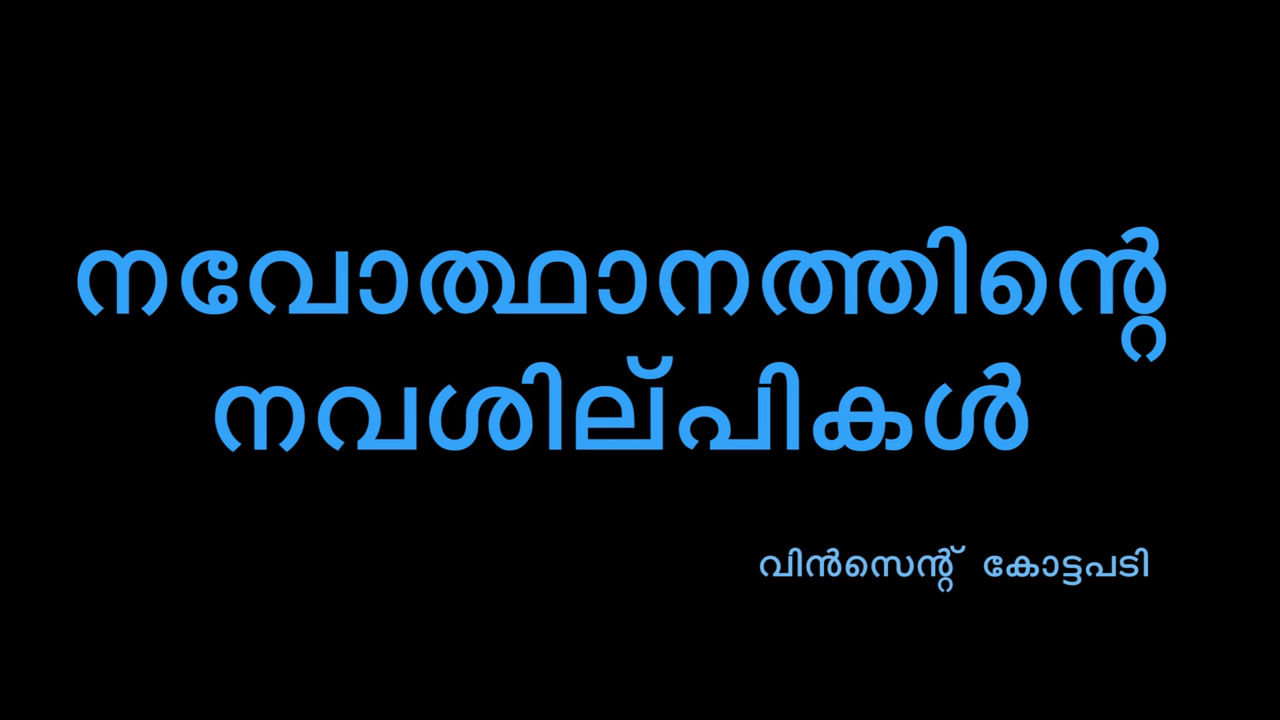 നവോത്ഥാനത്തിന്റെ
നവശില്പികൾ
വിൻസെന്റ് കോട്ടപടി